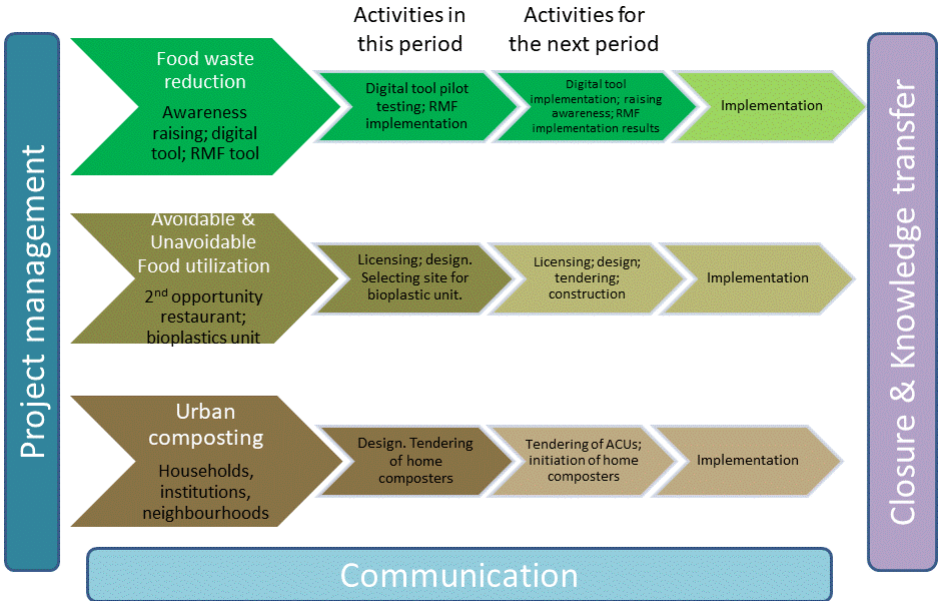 Activities in
this period
Activities for
the next period
Project management
Food waste
reduction
Awareness
raising; digital
tool; RMF tool
Digital tool pilot
testing; RMF
implementation
Digital tool
implementation; raising
awareness; RMF
implementation results
Implementation
Avoidable &
Unavoidable
Food utilization
2nd opportunity
restaurant;
bioplastics unit
Licensing; design.
Selecting site for
bioplastic unit.
Licensing; design;
tendering;
construction
Implementation
Urban
composting
Households,
institutions,
neighbourhoods
Design. Tendering
of home
composters
Tendering of ACUs;
initiation of home
composters
Implementation
Closure & Knowledge transfer
Communication